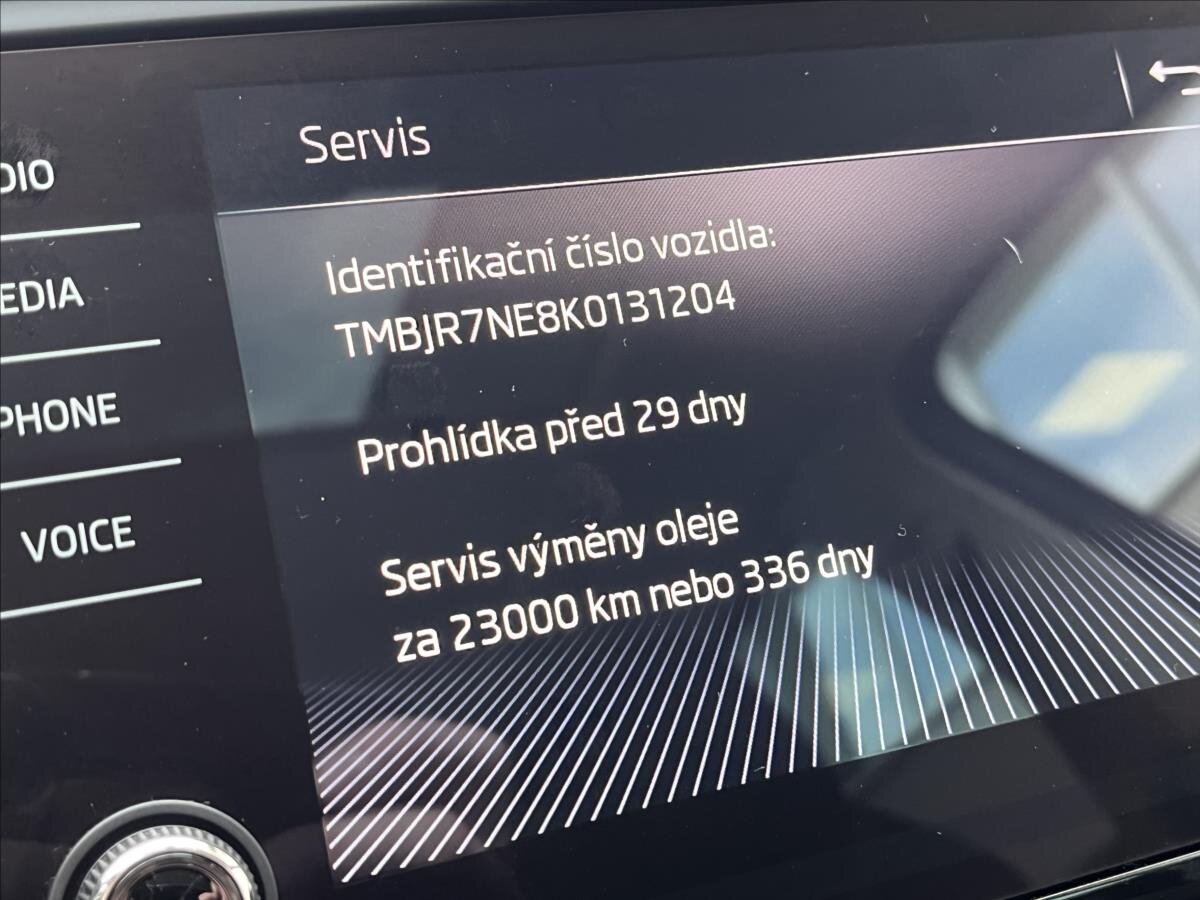 Servis
DIO
EDIA
PHONE
VOICE
Identifikační číslo vozidla:
TMBJR7NE8K0131204
Prohlídka před 29 dny
Servis výměny oleje
za 23000 km nebo 336 dny